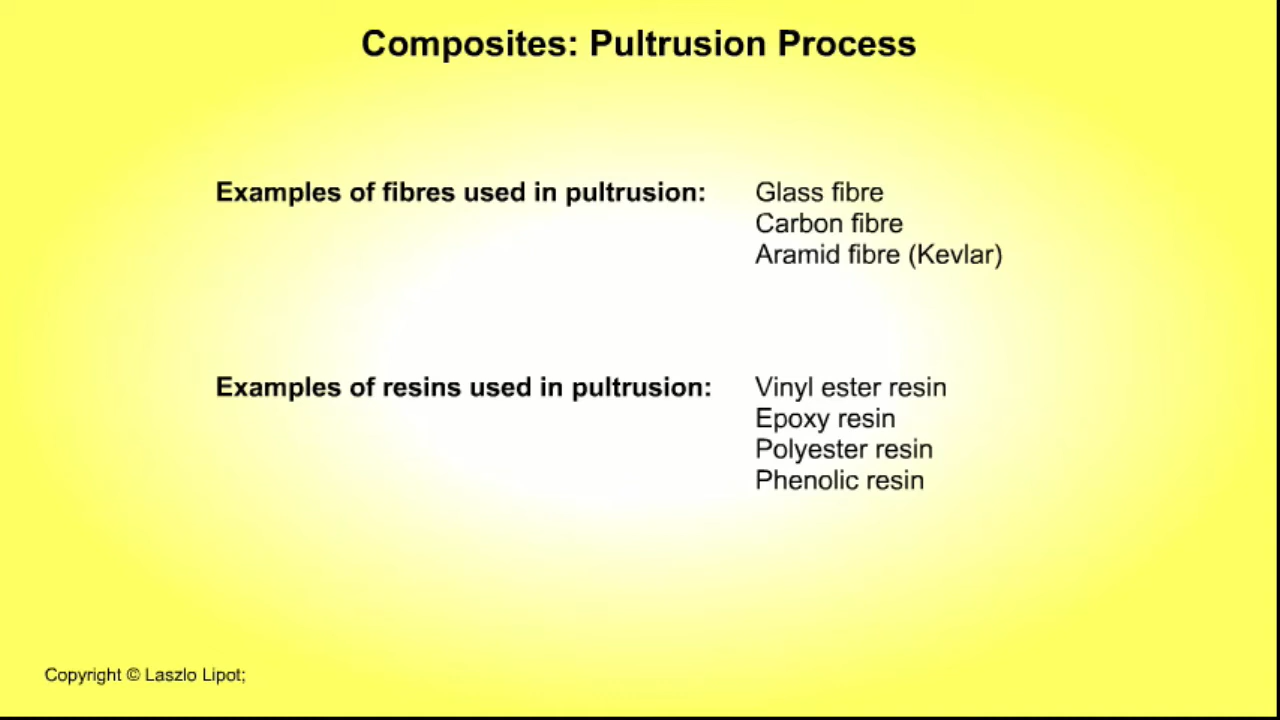 Composites: Pultrusion Process
Examples of fibres used in pultrusion: Glass fibre
Carbon fibre
Aramid fibre (Kevlar)
Examples of resins used in pultrusion: Vinyl ester resin
Epoxy resin
Polyester resin
Phenolic resin
Copyright © Laszlo Lipot;